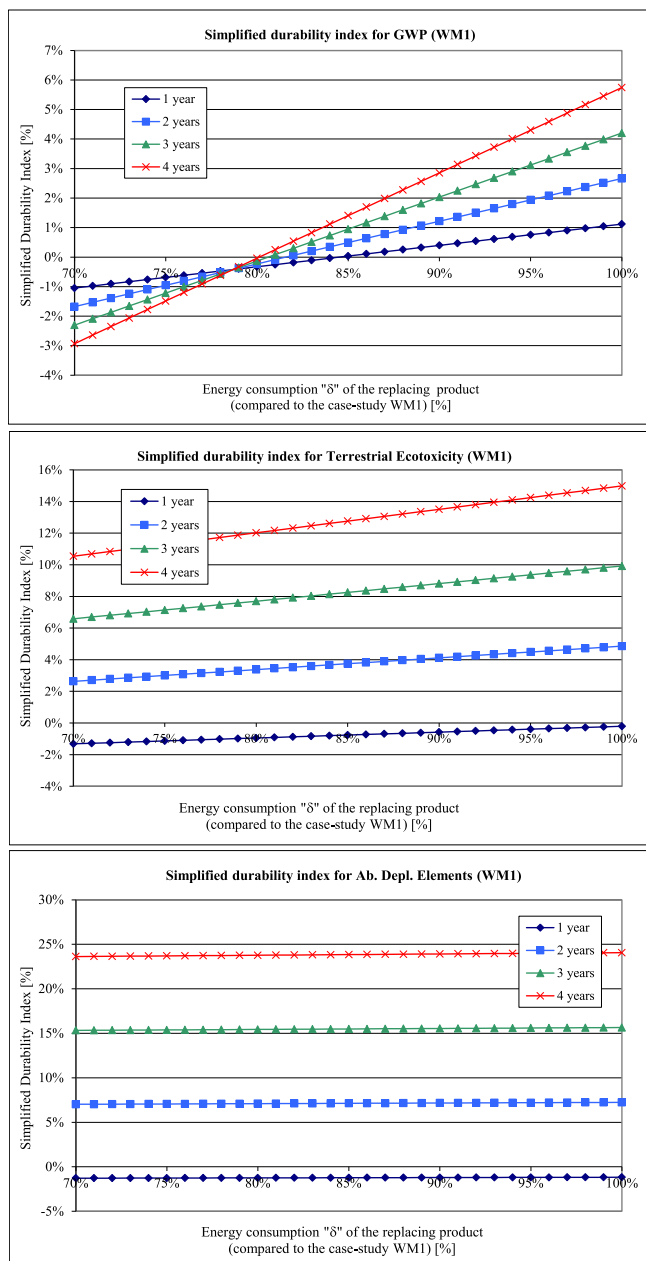 Simplified durability index for GWP (WM1)
7%
6%
5%
4%
3%
2%
1%
0%
-1%
-2%
-3%
-4%
Simplified Durability Index [%]
1 year
2 years
3 years
4 years
70% 75% 80% 85% 90% 95% 100%
Energy consumption "δ" of the replacing product
(compared to the case-study WM1) [%]
Simplified durability index for Terrestrial Ecotoxicity (WM1)
16%
14%
12%
10%
8%
6%
4%
2%
0%
-2%
-4%
Simplified Durability Index [%]
1 year
2 years
3 years
4 years
70% 75% 80% 85% 90% 95% 100%
Energy consumption "δ" of the replacing product
(compared to the case-study WM1) [%]
Simplified durability index for Ab. Depl. Elements (WM1)
30%
25%
20%
15%
10%
5%
0%
-5%
Simplified Durability Index [%]
1 year
2 years
3 years
4 years
70% 75% 80% 85% 90% 95% 100%
Energy consumption "δ" of the replacing product
(compared to the case-study WM1) [%]